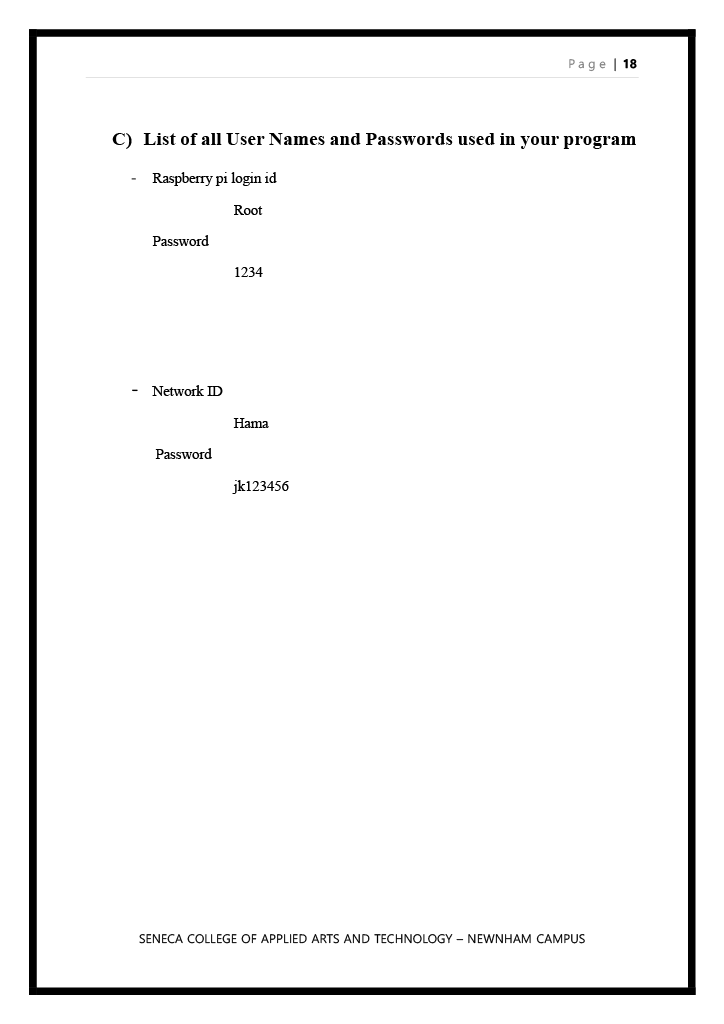 Page | 18
C) List of all User Names and Passwords used in your program
- Raspberry pi login id
Root
Password
1234
- Network ID
Hama
Password
jk123456
SENECA COLLEGE OF APPLIED ARTS AND TECHNOLOGY – NEWNHAM CAMPUS